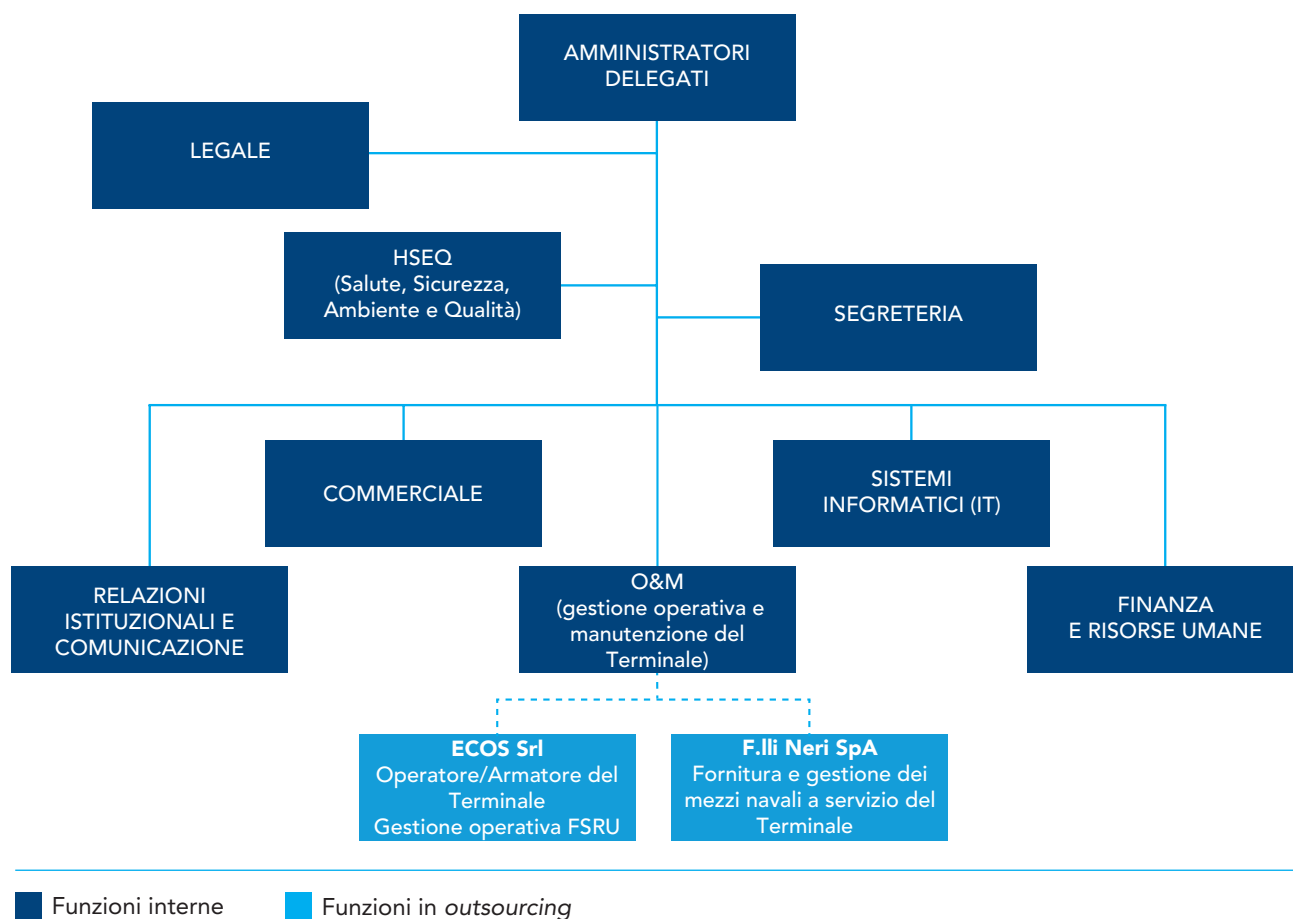 AMMINISTRATORI
DELEGATI
LEGALE
HSEQ
(Salute, Sicurezza,
Ambiente e Qualità)
SEGRETERIA
COMMERCIALE
SISTEMI
INFORMATICI (IT)
RELAZIONI
ISTITUZIONALI E
COMUNICAZIONE
O&M
(gestione operativa e
manutenzione del
Terminale)
FINANZA
E RISORSE UMANE
ECOS Srl
Operatore/Armatore del
Terminale
Gestione operativa FSRU
F.lli Neri SpA
Fornitura e gestione dei
mezzi navali a servizio del
Terminale
Funzioni interne
Funzioni in outsourcing